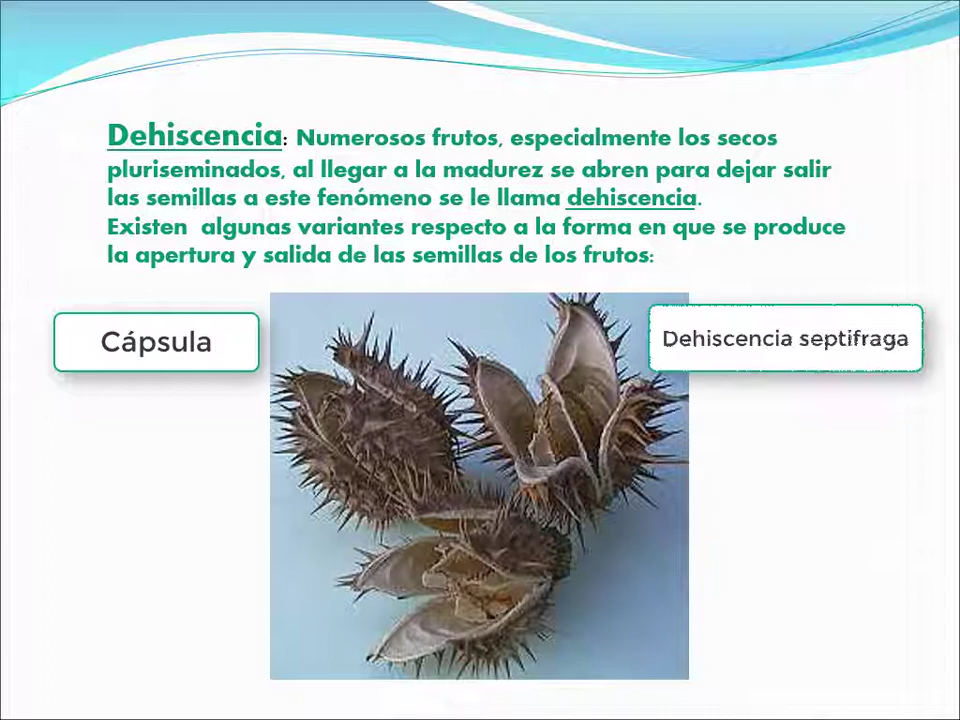 Dehiscencia: Numerosos frutos, especialmente los secos
pluriseminados, al llegar a la madurez se abren para dejar salir
las semillas a este fenómeno se le llama dehiscencia.
Existen algunas variantes respecto a la forma en que se produce
la apertura y salida de las semillas de los frutos:
Cápsula
Dehiscencia septifraga